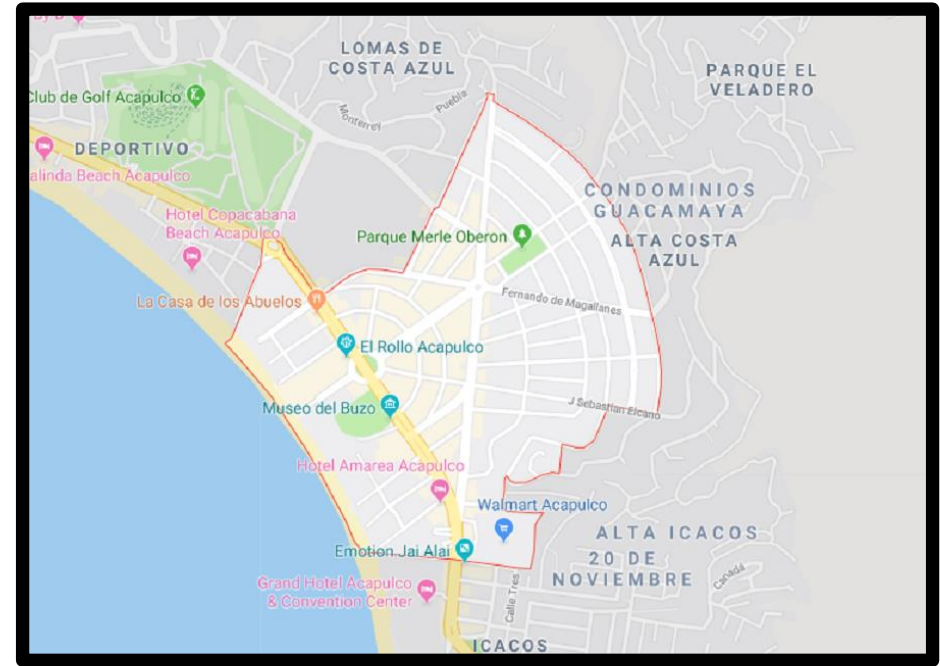 by D
LOMAS DE
COSTA AZUL
PARQUE EL
VELADERO
Club de Golf Acapulco
Monterrey
Puebla
DEPORTIVO
alinda Beach Acapulco
CONDOMINIOS
GUACAMAYA
Hotel Copacabana
Beach Acapulco
Parque Merle Oberon
ALTA COSTA
AZUL
La Casa de los Abuelos
Fernando de Magallanes
El Rollo Acapulco
Museo del Buzo
J Sebastian Elcano
Hotel Amarea Acapulco
Walmart Acapulco
ALTA ICACOS
Emotion Jai Alai
20 DE
NOVIEMBRE
Canadá
Grand Hotel Acapulco
& Convention Center
Calle Tres
ICACOS